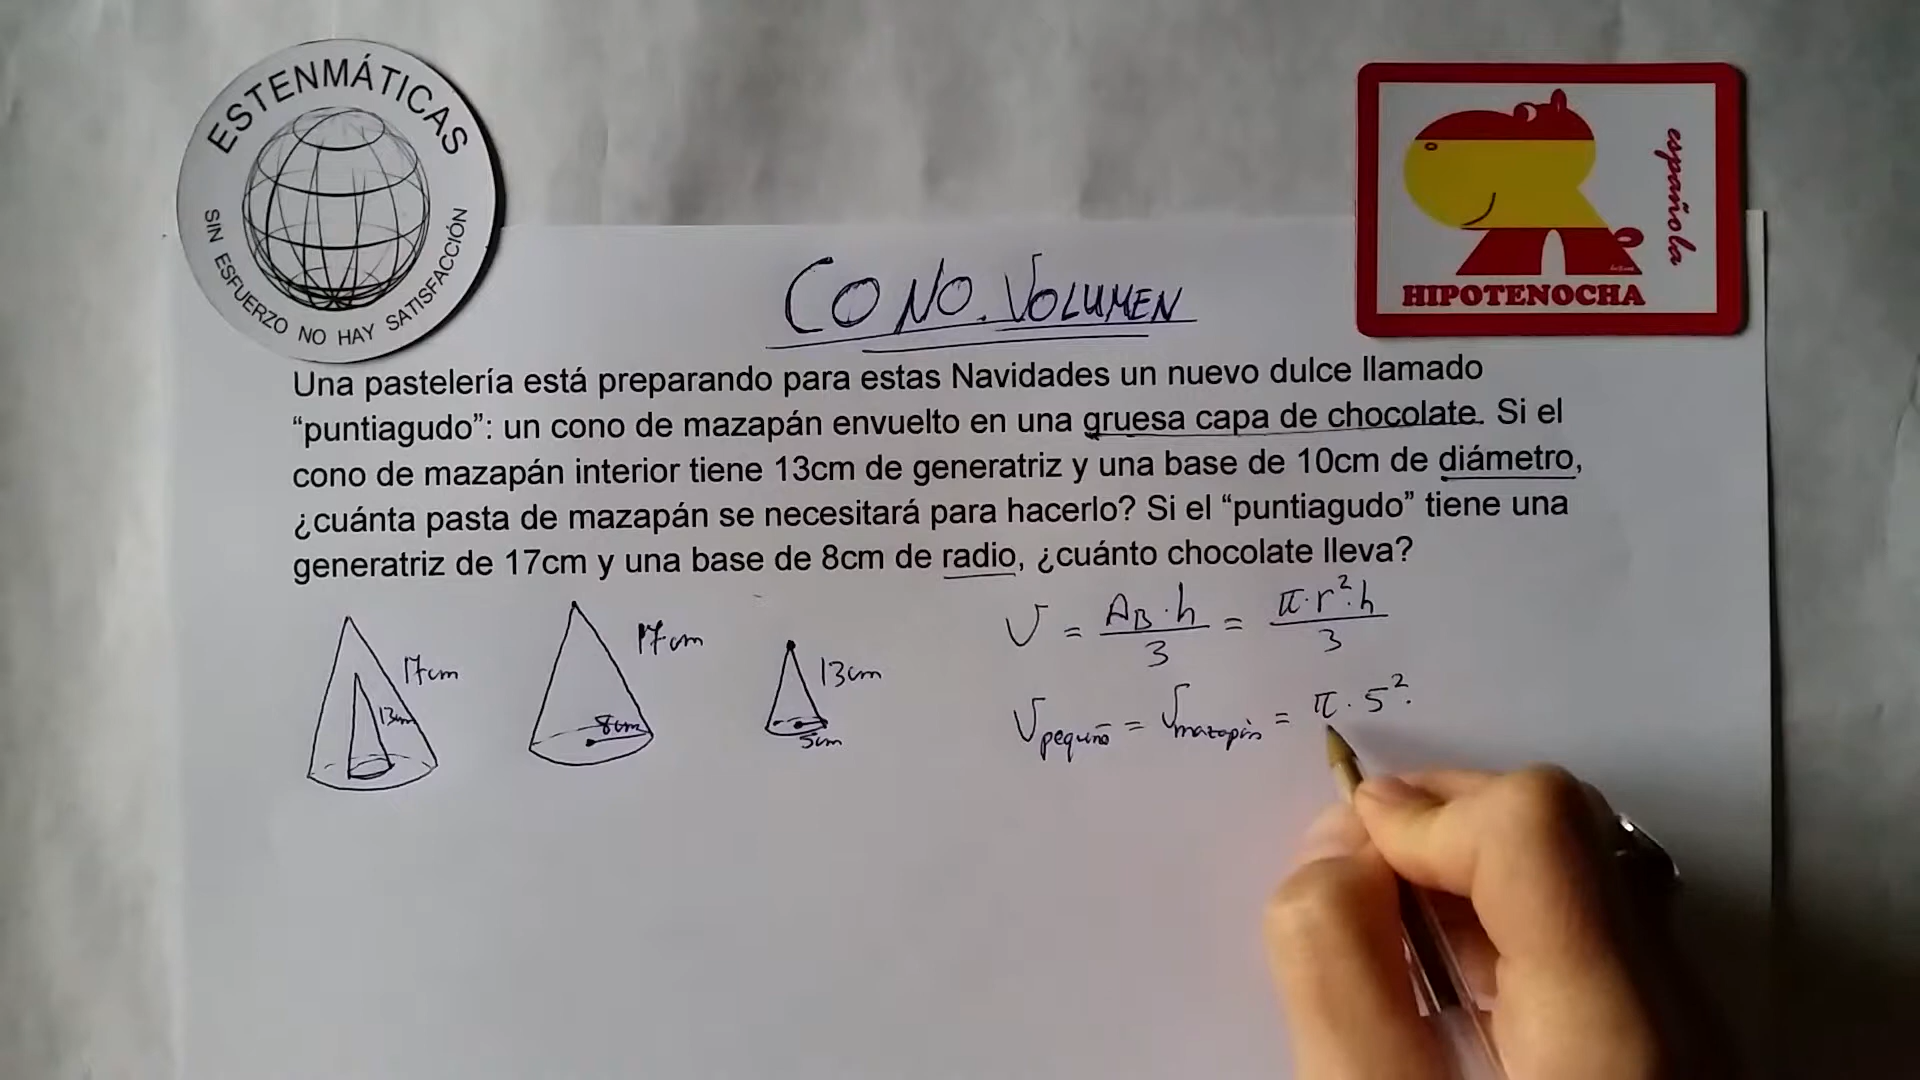 ESTENMÁTICAS
SIN ESFUERZO NO HAY SATISFACCIÓN
española
HIPOTENOCHA
CONO. VOLUMEN
Una pastelería está preparando para estas Navidades un nuevo dulce llamado
“puntiagudo”: un cono de mazapán envuelto en una gruesa capa de chocolate. Si el
cono de mazapán interior tiene 13cm de generatriz y una base de 10cm de diámetro,
¿cuánta pasta de mazapán se necesitará para hacerlo? Si el “puntiagudo” tiene una
generatriz de 17cm y una base de 8cm de radio, ¿cuánto chocolate lleva?
17cm
13cm
17cm
8cm
13cm
5cm
V = A_B · h / 3 = π · r² · h / 3
V pequeño = V mazapán = π · 5² ·